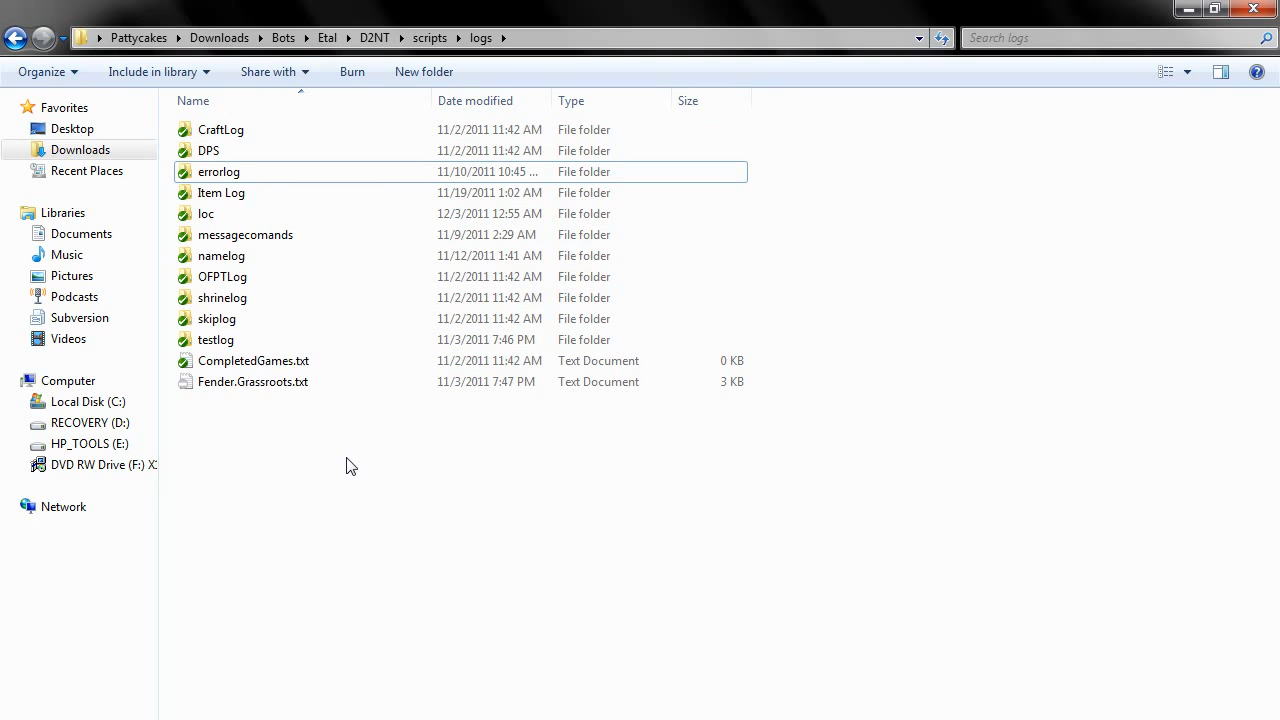 Pattycakes Downloads Bots Etal D2NT scripts logs
Search logs
Organize Include in library Share with Burn New folder
Name Date modified Type Size
Favorites
Desktop
Downloads
Recent Places
Libraries
Documents
Music
Pictures
Podcasts
Subversion
Videos
Computer
Local Disk (C:)
RECOVERY (D:)
HP_TOOLS (E:)
DVD RW Drive (F:)
Network
CraftLog 11/2/2011 11:42 AM File folder
DPS 11/2/2011 11:42 AM File folder
errorlog 11/10/2011 10:45 ... File folder
Item Log 11/19/2011 1:02 AM File folder
loc 12/3/2011 12:55 AM File folder
messagecomands 11/9/2011 2:29 AM File folder
namelog 11/12/2011 1:41 AM File folder
OFPTLog 11/2/2011 11:42 AM File folder
shrinelog 11/2/2011 11:42 AM File folder
skiplog 11/2/2011 11:42 AM File folder
testlog 11/3/2011 7:46 PM File folder
CompletedGames.txt 11/2/2011 11:42 AM Text Document 0 KB
Fender.Grassroots.txt 11/3/2011 7:47 PM Text Document 3 KB